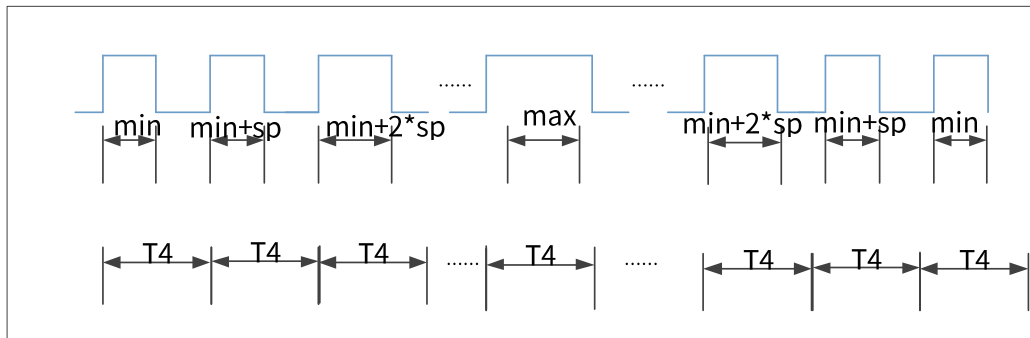 ...... ......
min min+sp min+2*sp max min+2*sp min+sp min
T4 T4 T4 ...... T4 ...... T4 T4 T4